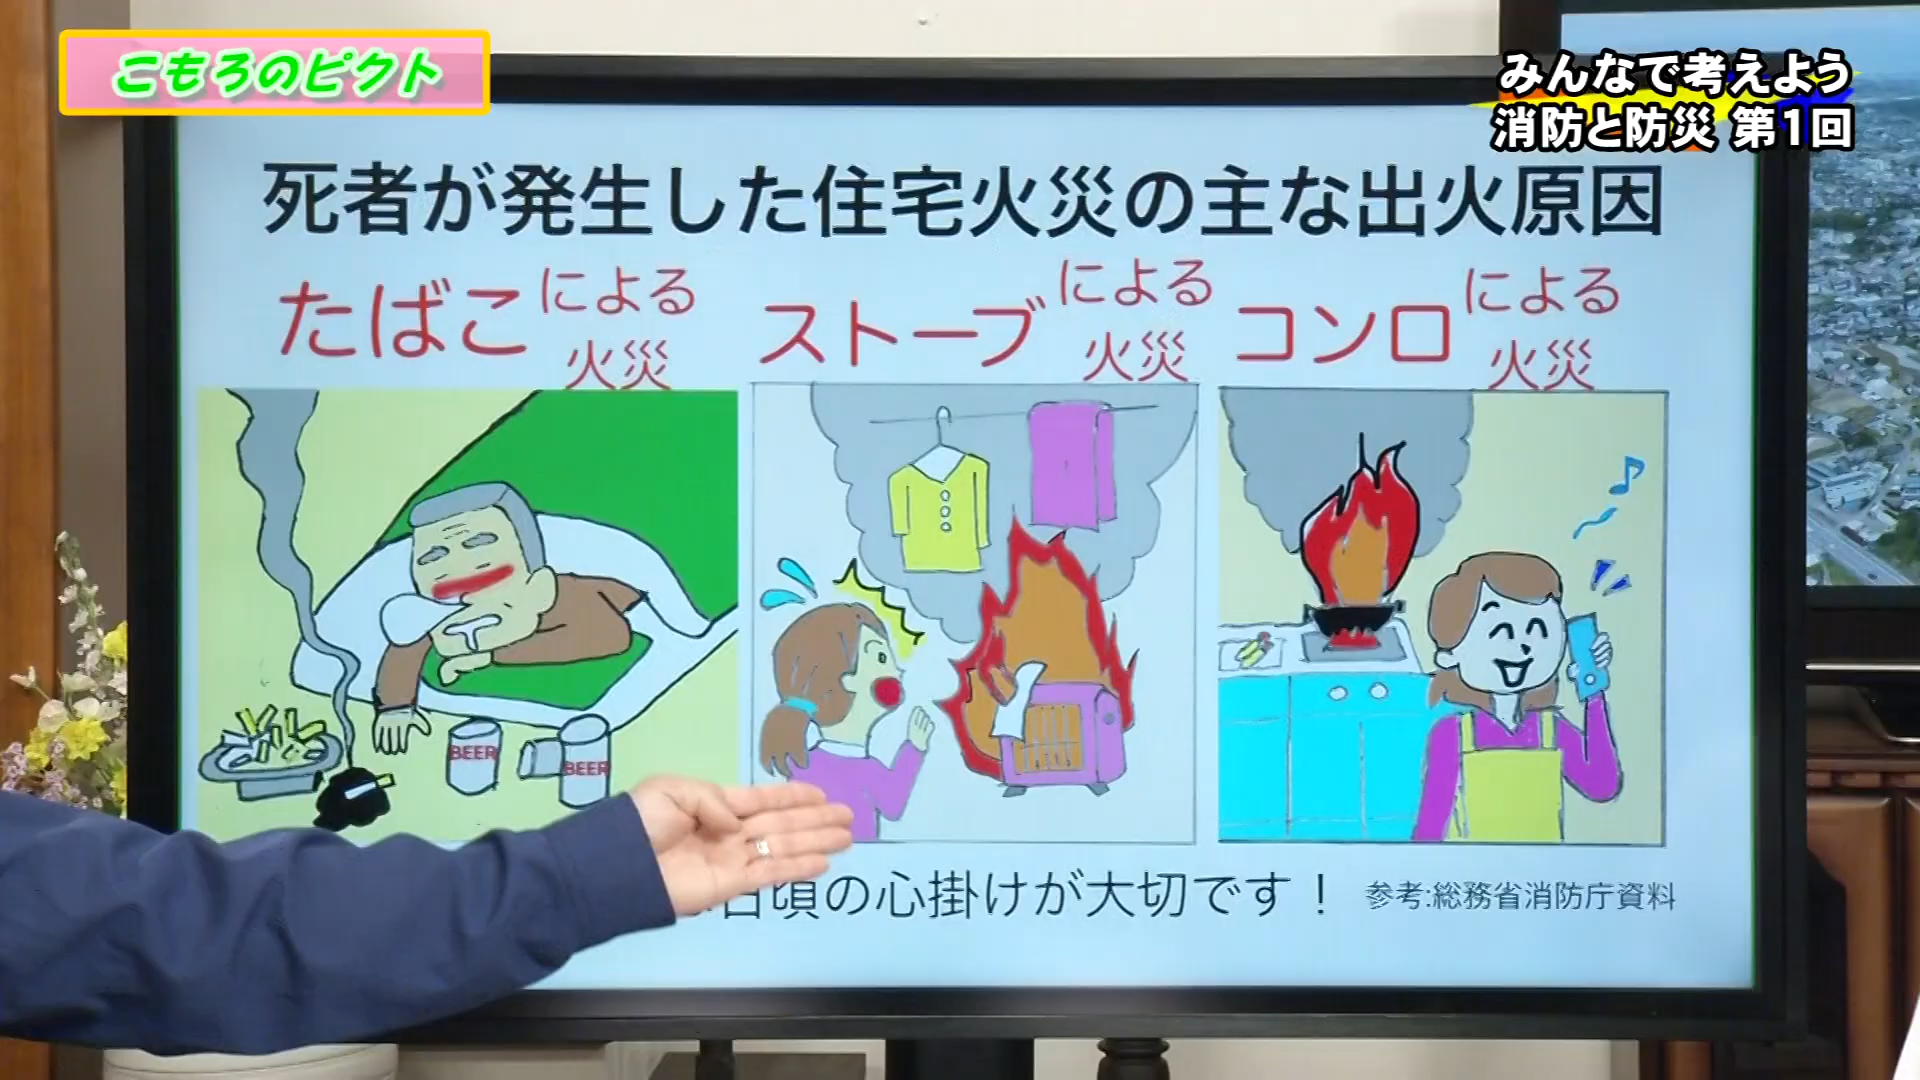 こもろのピクト
みんなで考えよう
消防と防災 第1回
死者が発生した住宅火災の主な出火原因
たばこによる火災
ストーブによる火災
コンロによる火災
BEER
BEER
日頃の心掛けが大切です!
参考:総務省消防庁資料